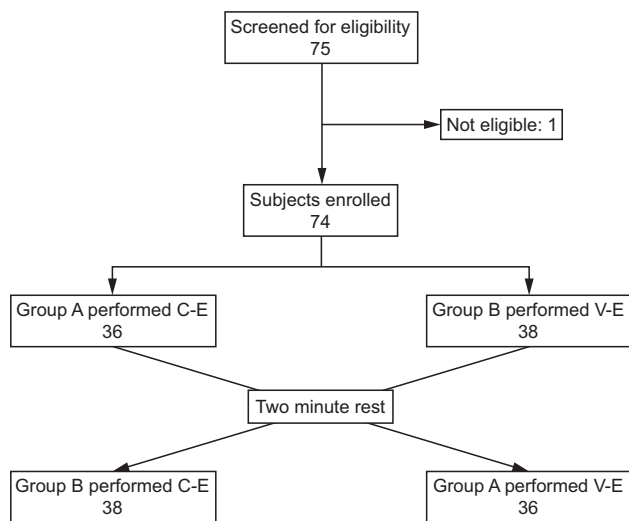 Screened for eligibility
75
Not eligible: 1
Subjects enrolled
74
Group A performed C-E
36
Group B performed V-E
38
Two minute rest
Group B performed C-E
38
Group A performed V-E
36